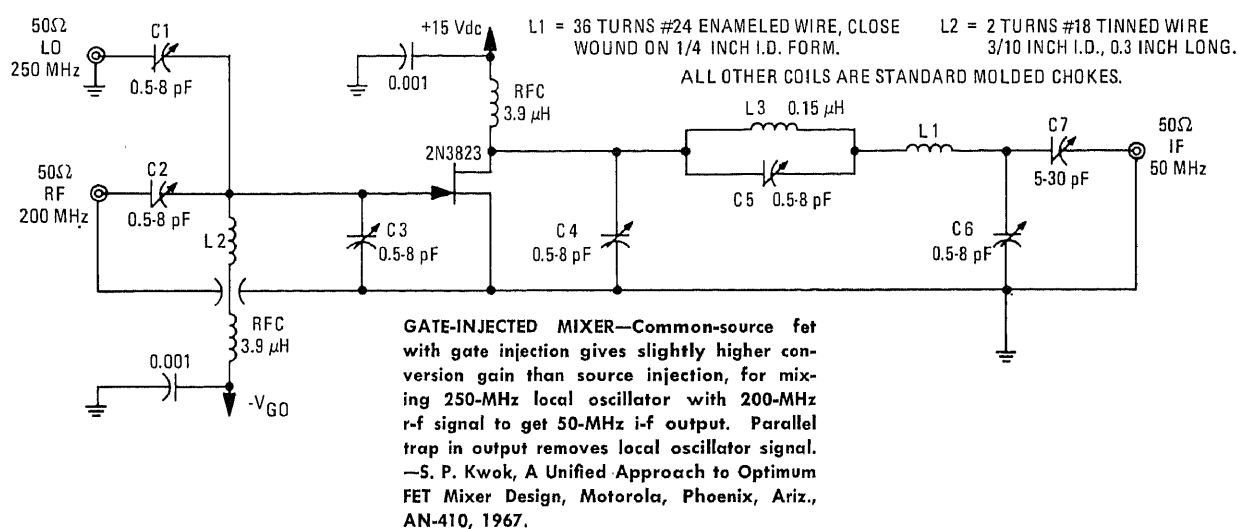 50Ω
LO
250 MHz
C1
0.5-8 pF
+15 Vdc
0.001
RFC
3.9 µH
L1 = 36 TURNS #24 ENAMELED WIRE, CLOSE
WOUND ON 1/4 INCH I.D. FORM.
L2 = 2 TURNS #18 TINNED WIRE
3/10 INCH I.D., 0.3 INCH LONG.
ALL OTHER COILS ARE STANDARD MOLDED CHOKES.
L3 0.15 µH
L1
C7
5-30 pF
50Ω
IF
50 MHz
2N3823
C5 0.5-8 pF
50Ω
RF
200 MHz
C2
0.5-8 pF
L2
C3
0.5-8 pF
C4
0.5-8 pF
C6
0.5-8 pF
RFC
3.9 µH
0.001
-VGO
GATE-INJECTED MIXER—Common-source fet
with gate injection gives slightly higher con-
version gain than source injection, for mix-
ing 250-MHz local oscillator with 200-MHz
r-f signal to get 50-MHz i-f output. Parallel
trap in output removes local oscillator signal.
—S. P. Kwok, A Unified Approach to Optimum
FET Mixer Design, Motorola, Phoenix, Ariz.,
AN-410, 1967.